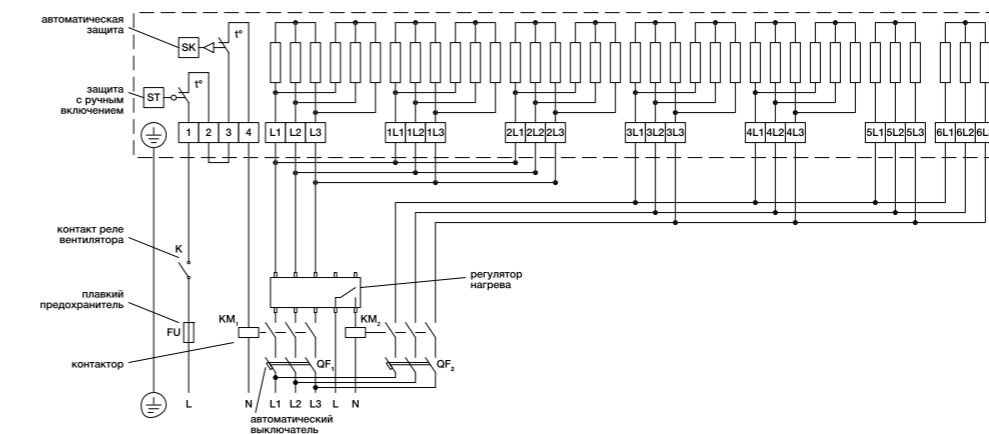 автоматическая
защита
SK
t°
защита
с ручным
включением
ST
t°
1 2 3 4 L1 L2 L3 1L1 1L2 1L3 2L1 2L2 2L3 3L1 3L2 3L3 4L1 4L2 4L3 5L1 5L2 5L3 6L1 6L2 6L
контакт реле
вентилятора
K
регулятор
нагрева
плавкий
предохранитель
FU
KM1
KM2
контактор
QF1
QF2
L N L1 L2 L3 L N
автоматический
выключатель